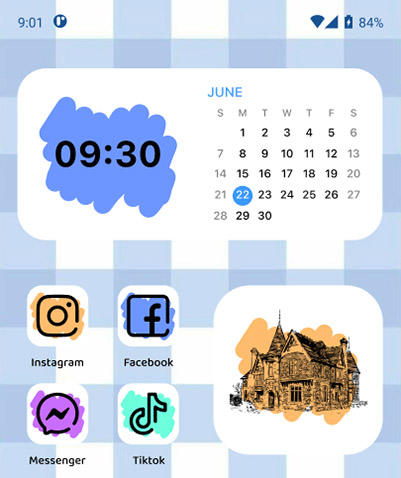 9:01 84%
JUNE
09:30
S M T W T F S
1 2 3 4 5 6
7 8 9 10 11 12 13
14 15 16 17 18 19 20
21 22 23 24 25 26 27
28 29 30
Instagram Facebook
Messenger Tiktok